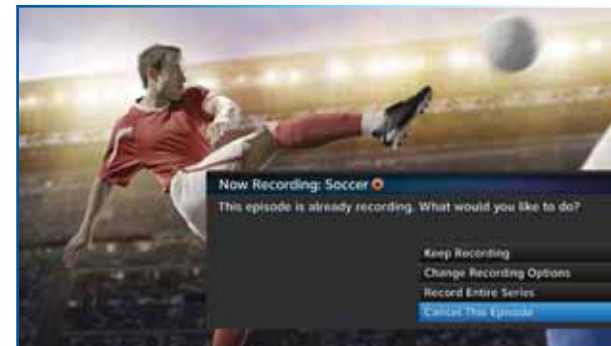 Now Recording: Soccer
This episode is already recording. What would you like to do?
Keep Recording
Change Recording Options
Record Entire Series
Cancel This Episode